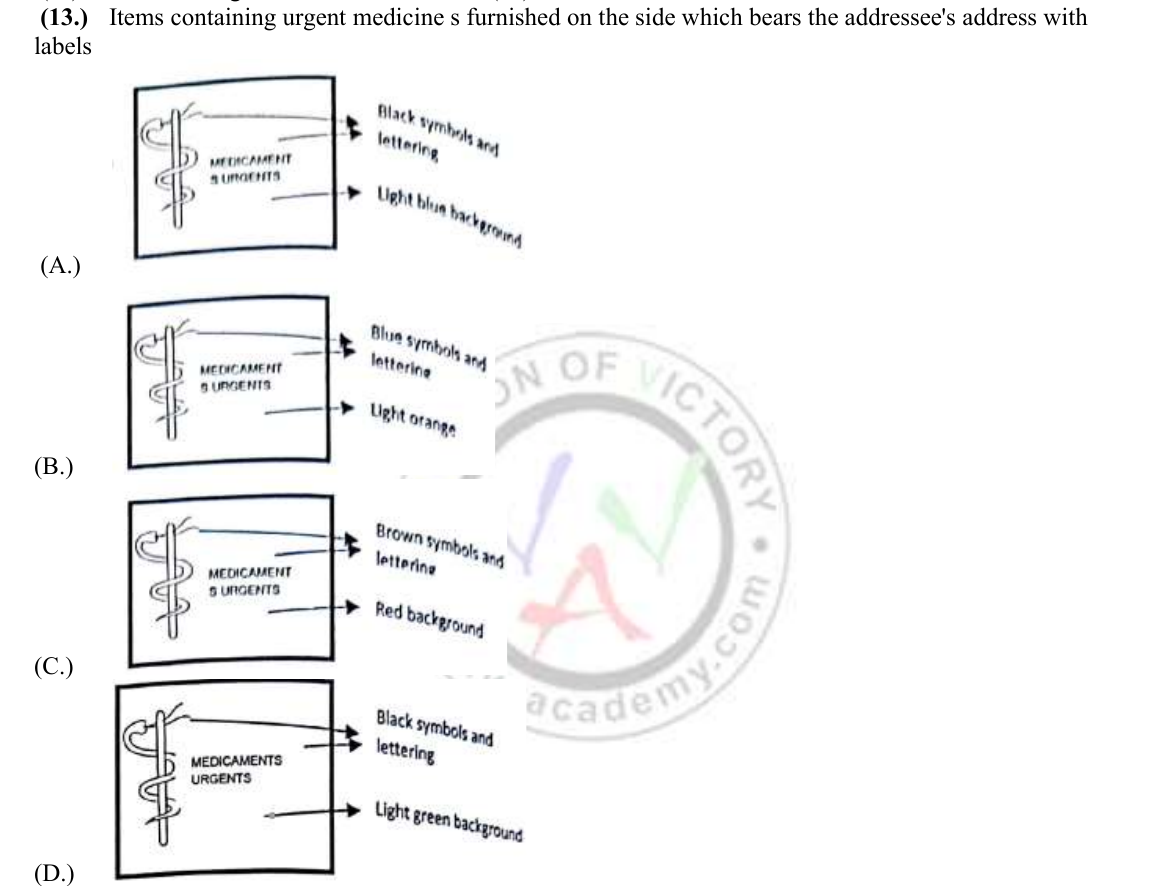 (13.) Items containing urgent medicine s furnished on the side which bears the addressee's address with
labels
Black symbols and
lettering
MEDICAMENT
S URGENTS
Light blue background
(A.)
Blue symbols and
lettering
MEDICAMENT
S URGENTS
Light orange
(B.)
Brown symbols and
lettering
MEDICAMENT
S URGENTS
Red background
(C.)
Black symbols and
lettering
MEDICAMENTS
URGENTS
Light green background
(D.)
OF VICTORY
academy.com